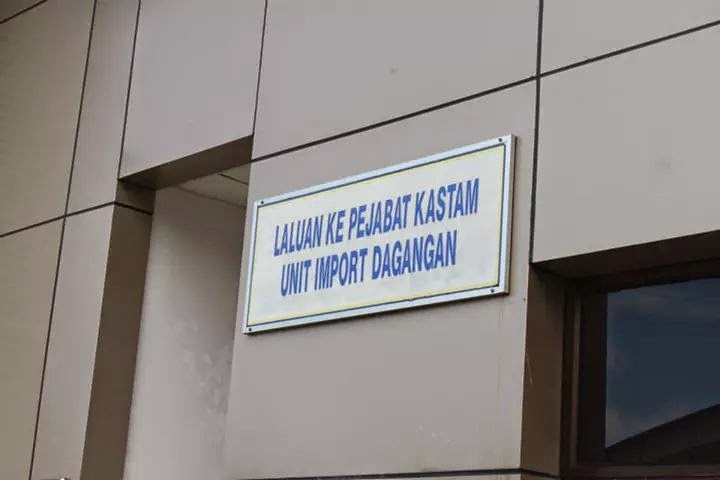 LALUAN KE PEJABAT KASTAM
UNIT IMPORT DAGANGAN